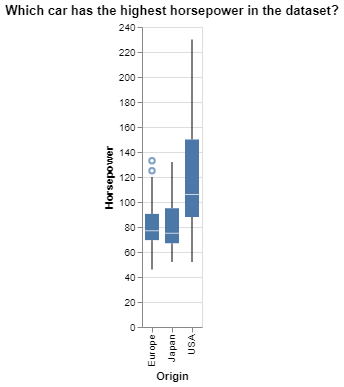 Which car has the highest horsepower in the dataset?
240
220
200
180
160
140
120
100
80
60
40
20
0
Horsepower
Europe
Japan
USA
Origin